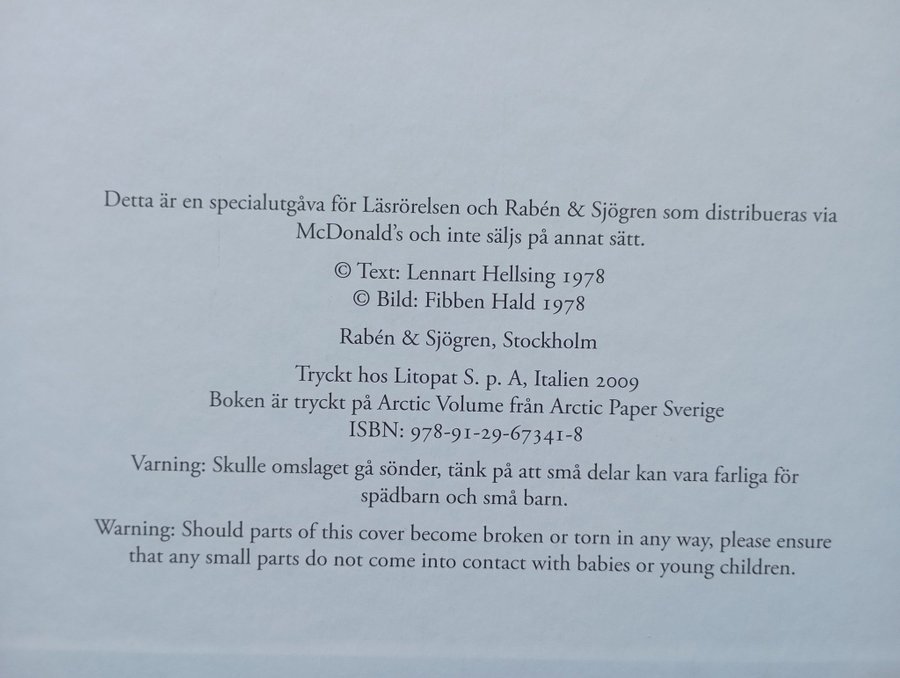 Detta är en specialutgåva för Läsrörelsen och Rabén & Sjögren som distribueras via
McDonald's och inte säljs på annat sätt.
© Text: Lennart Hellsing 1978
© Bild: Fibben Hald 1978
Rabén & Sjögren, Stockholm
Tryckt hos Litopat S. p. A, Italien 2009
Boken är tryckt på Arctic Volume från Arctic Paper Sverige
ISBN: 978-91-29-67341-8
Varning: Skulle omslaget gå sönder, tänk på att små delar kan vara farliga för
spädbarn och små barn.
Warning: Should parts of this cover become broken or torn in any way, please ensure
that any small parts do not come into contact with babies or young children.